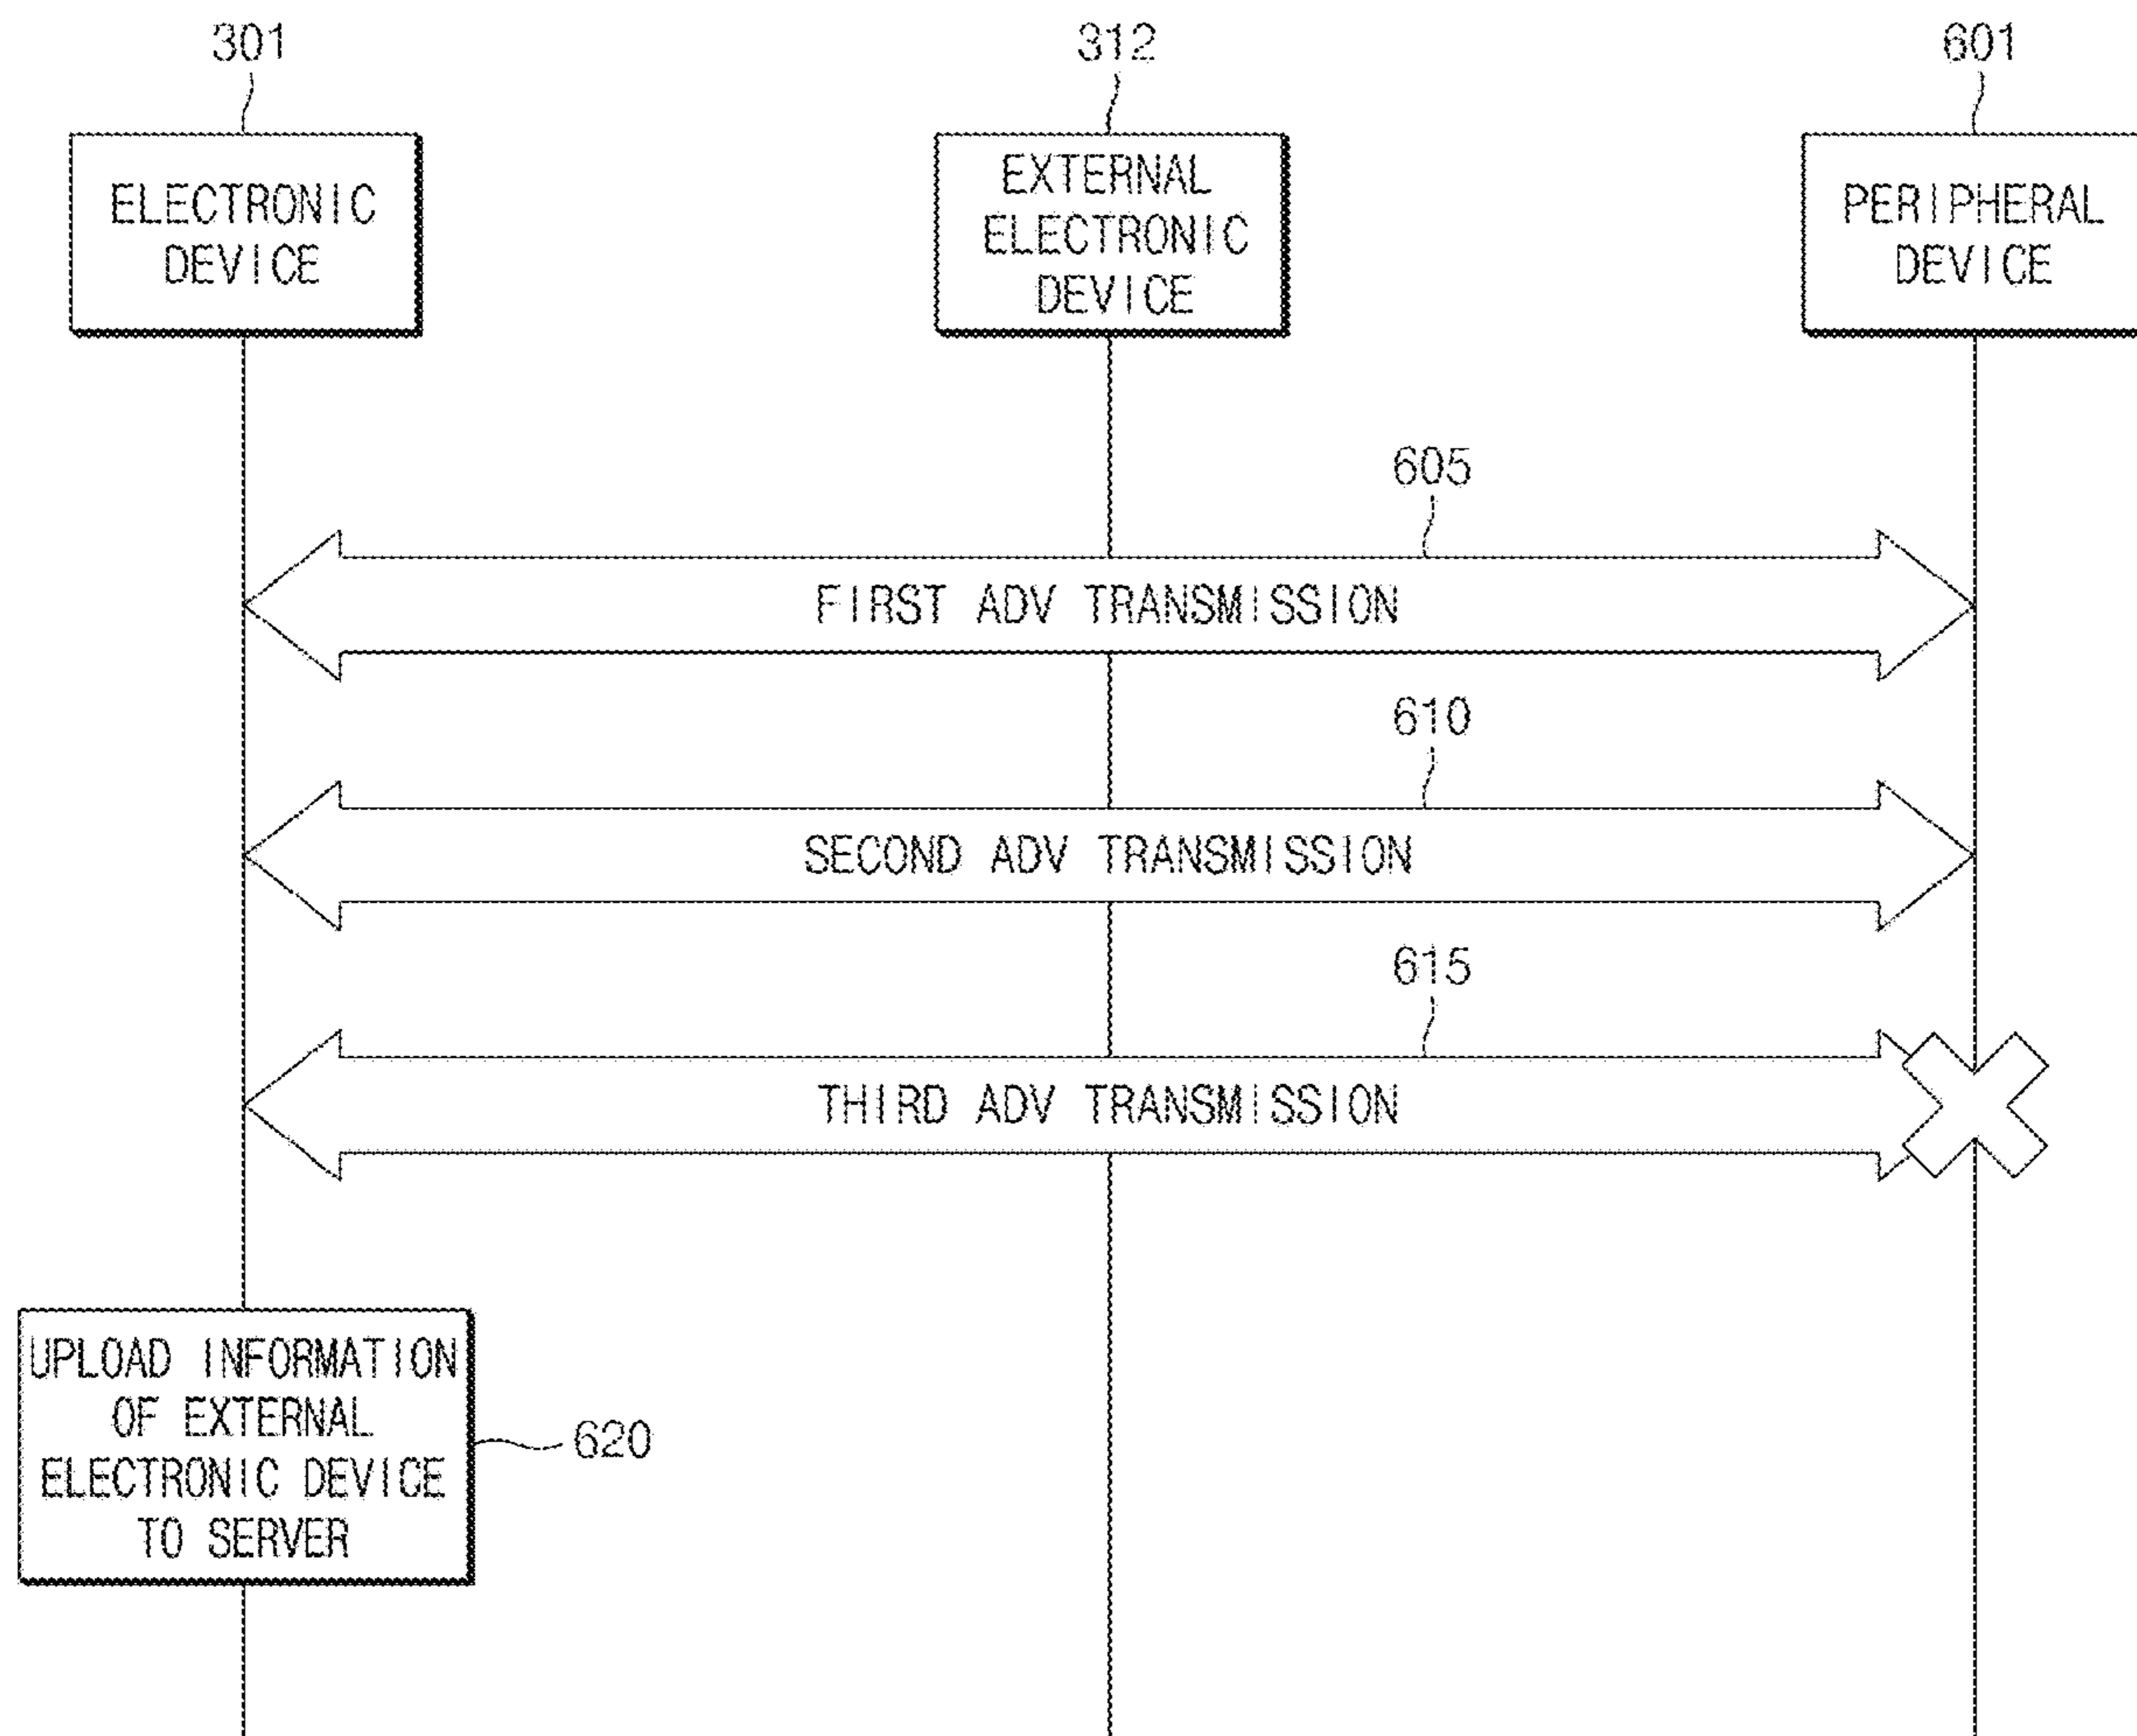 301
312
601
ELECTRONIC
DEVICE
EXTERNAL
ELECTRONIC
DEVICE
PERIPHERAL
DEVICE
605
FIRST ADV TRANSMISSION
610
SECOND ADV TRANSMISSION
615
THIRD ADV TRANSMISSION
UPLOAD INFORMATION
OF EXTERNAL
ELECTRONIC DEVICE
TO SERVER
620